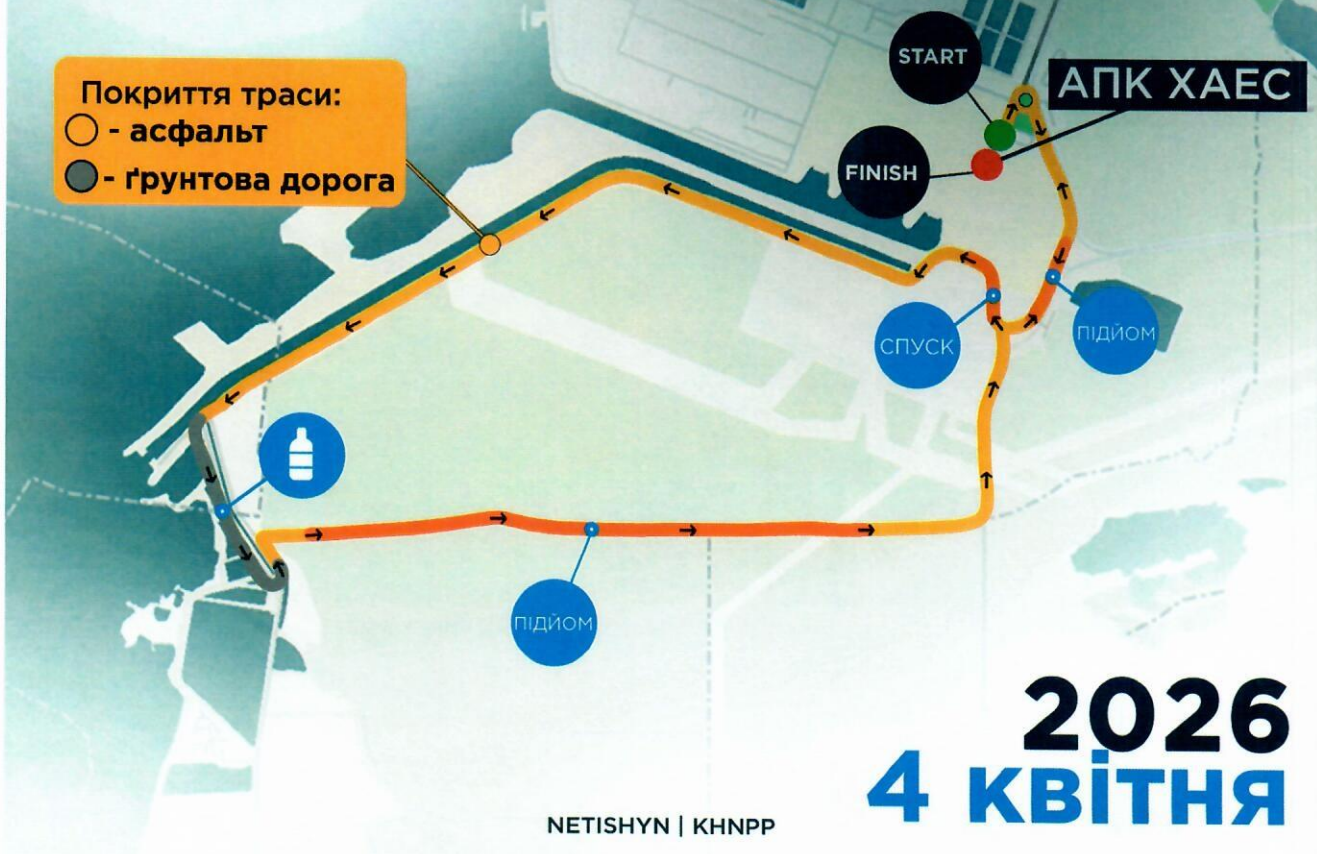 Покриття траси:
- асфальт
- ґрунтова дорога
START
АПК ХАЕС
FINISH
СПУСК
ПІДЙОМ
ПІДЙОМ
2026
4 КВІТНЯ
NETISHYN | KHNPP